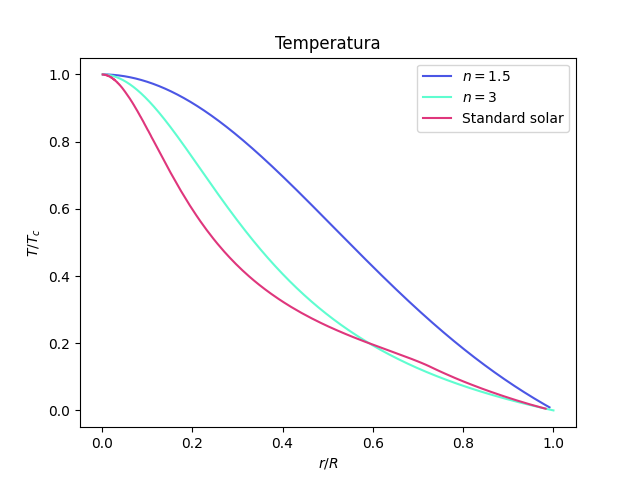 Temperatura
n = 1.5
n = 3
Standard solar
T/T_c
1.0
0.8
0.6
0.4
0.2
0.0
0.0 0.2 0.4 0.6 0.8 1.0
r/R